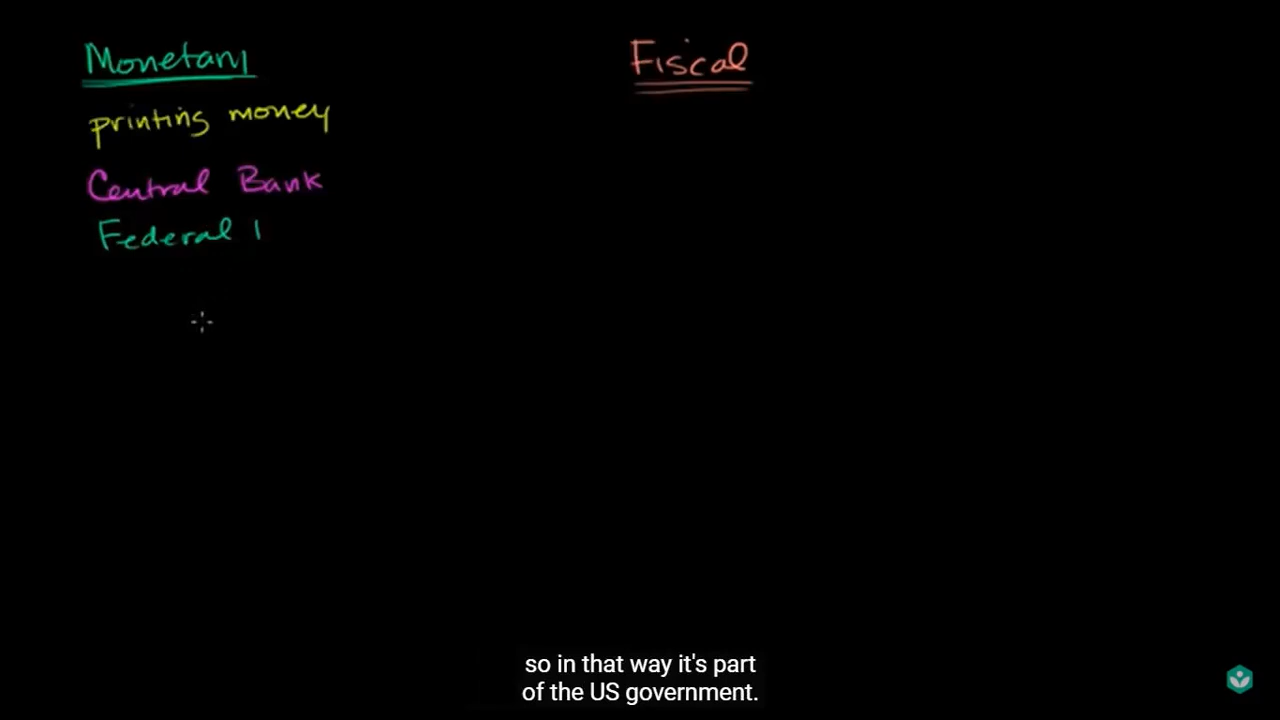 Monetary
Fiscal
printing money
Central Bank
Federal
so in that way it's part
of the US government.